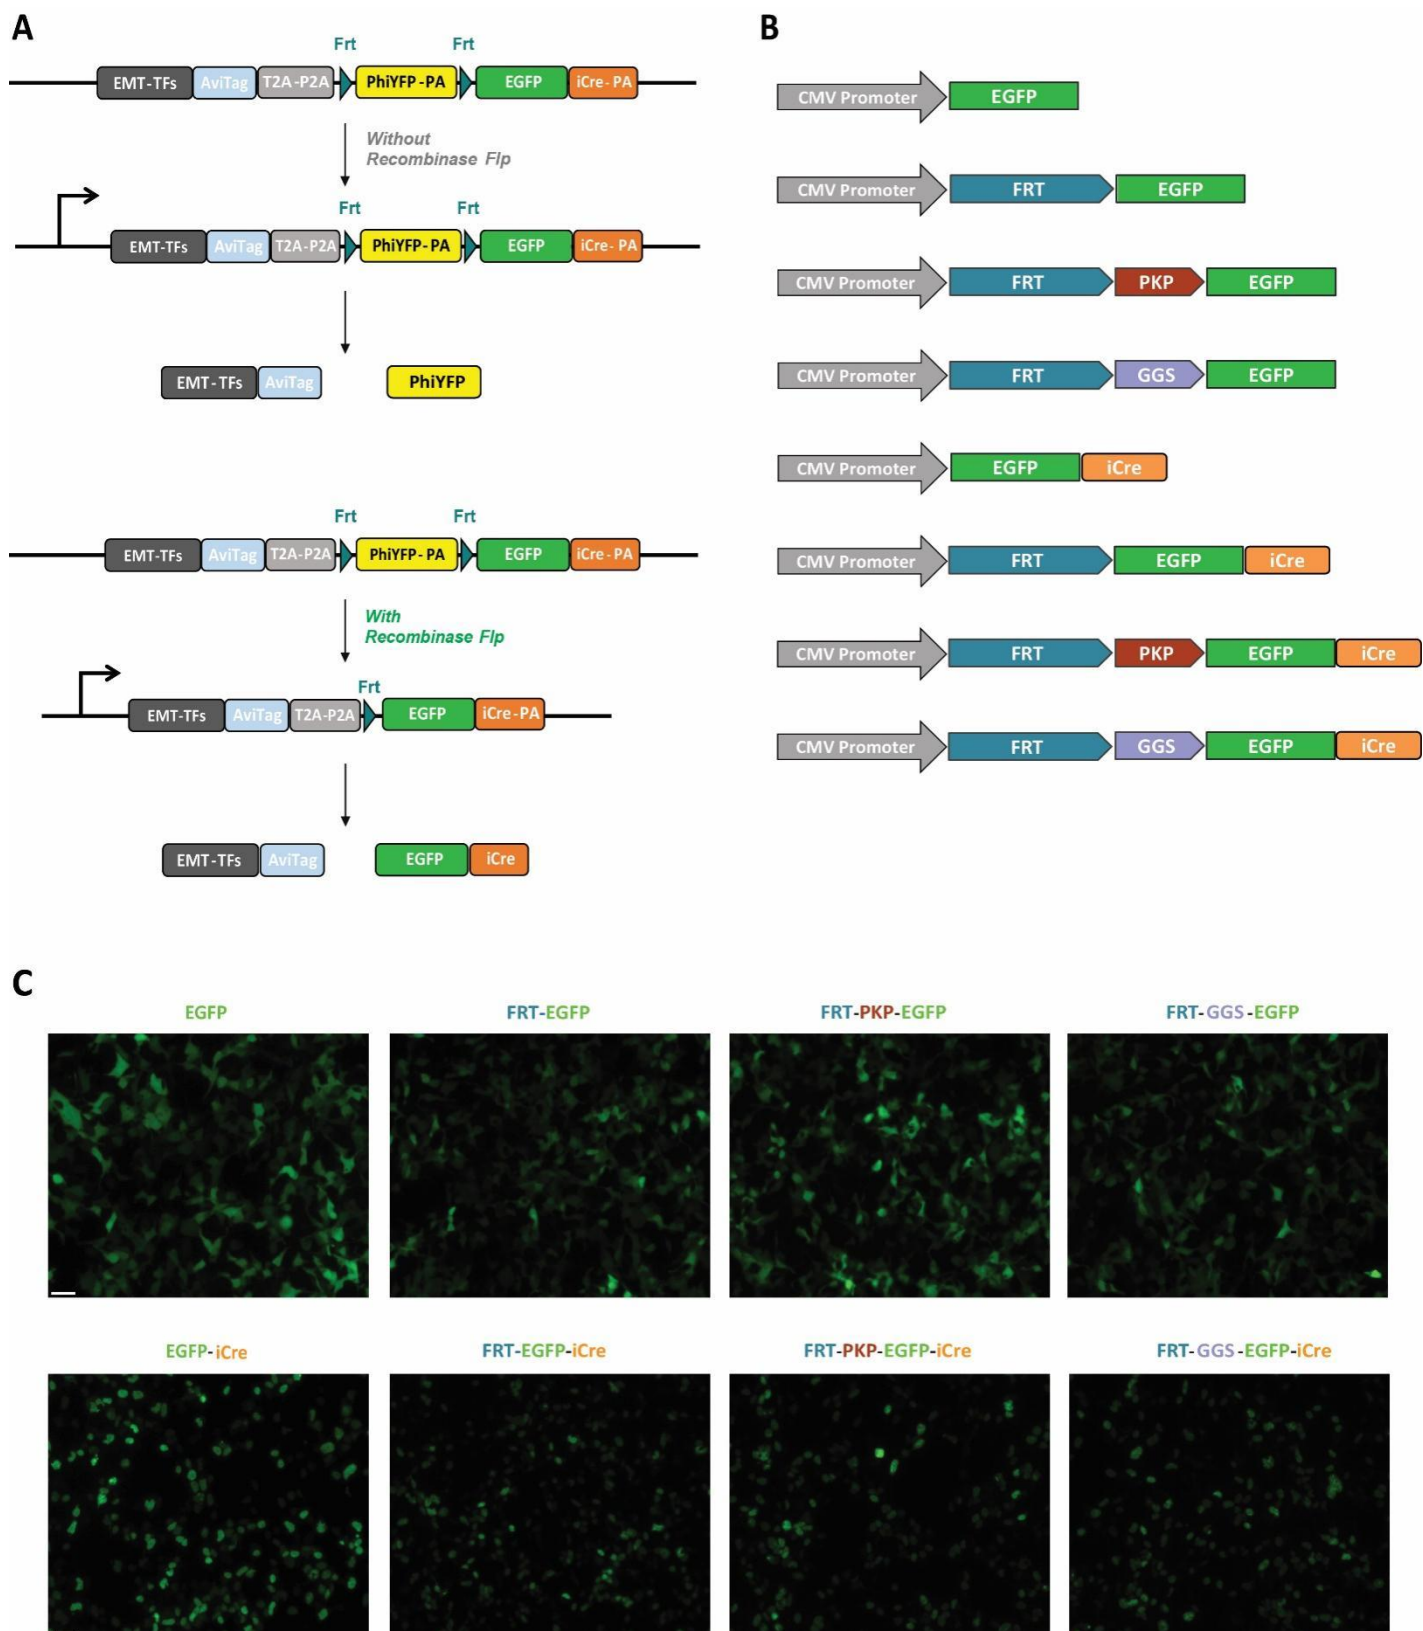 A
Frt Frt
EMT-TFs AviTag T2A-P2A PhiYFP-PA EGFP iCre-PA
Without
Recombinase Flp
Frt Frt
EMT-TFs AviTag T2A-P2A PhiYFP-PA EGFP iCre-PA
EMT-TFs AviTag PhiYFP
Frt Frt
EMT-TFs AviTag T2A-P2A PhiYFP-PA EGFP iCre-PA
With
Recombinase Flp
Frt
EMT-TFs AviTag T2A-P2A EGFP iCre-PA
EMT-TFs AviTag EGFP iCre
B
CMV Promoter EGFP
CMV Promoter FRT EGFP
CMV Promoter FRT PKP EGFP
CMV Promoter FRT GGS EGFP
CMV Promoter EGFP iCre
CMV Promoter FRT EGFP iCre
CMV Promoter FRT PKP EGFP iCre
CMV Promoter FRT GGS EGFP iCre
C
EGFP FRT-EGFP FRT-PKP-EGFP FRT-GGS-EGFP
EGFP-iCre FRT-EGFP-iCre FRT-PKP-EGFP-iCre FRT-GGS-EGFP-iCre